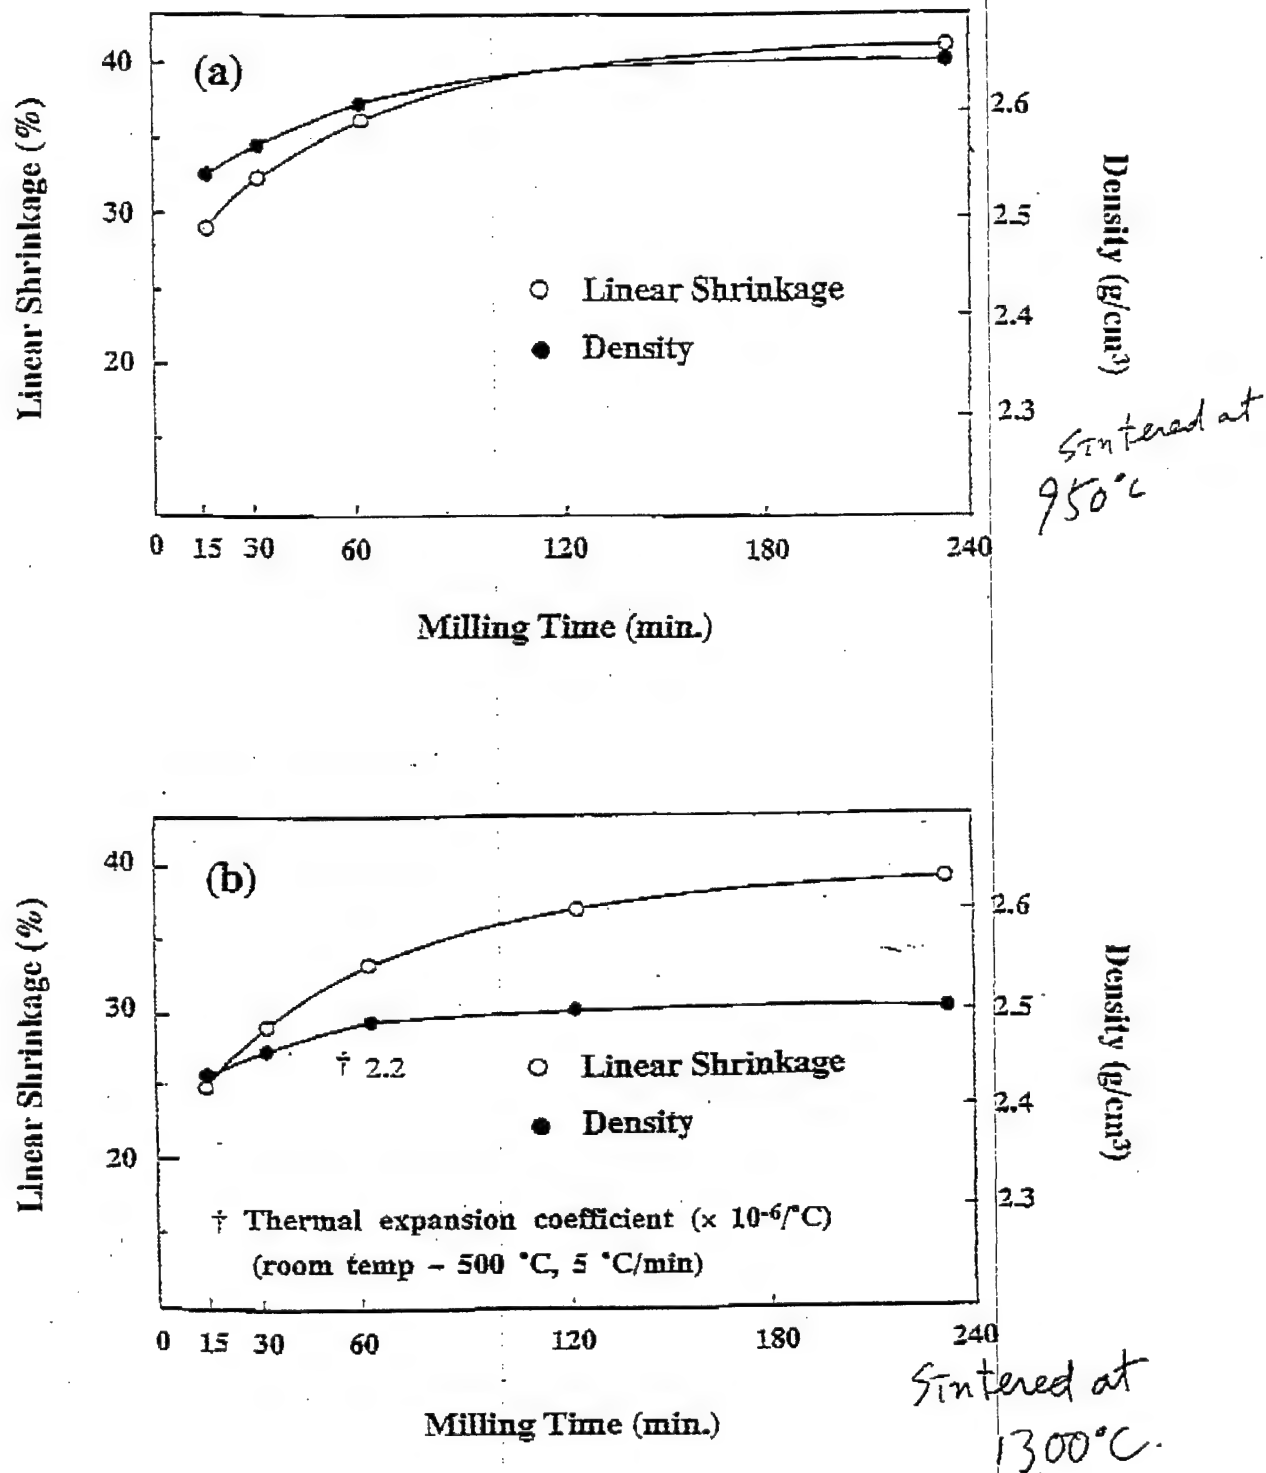 (a)
40
30
20
Linear Shrinkage (%)
2.6
2.5
2.4
2.3
Density (g/cm³)
○ Linear Shrinkage
● Density
Sintered at
950°C
0 15 30 60 120 180 240
Milling Time (min.)
(b)
40
30
20
Linear Shrinkage (%)
2.6
2.5
2.4
2.3
Density (g/cm³)
† 2.2
○ Linear Shrinkage
● Density
† Thermal expansion coefficient (× 10⁻⁶/°C)
(room temp – 500 °C, 5 °C/min)
0 15 30 60 120 180 240
Sintered at
1300°C.
Milling Time (min.)